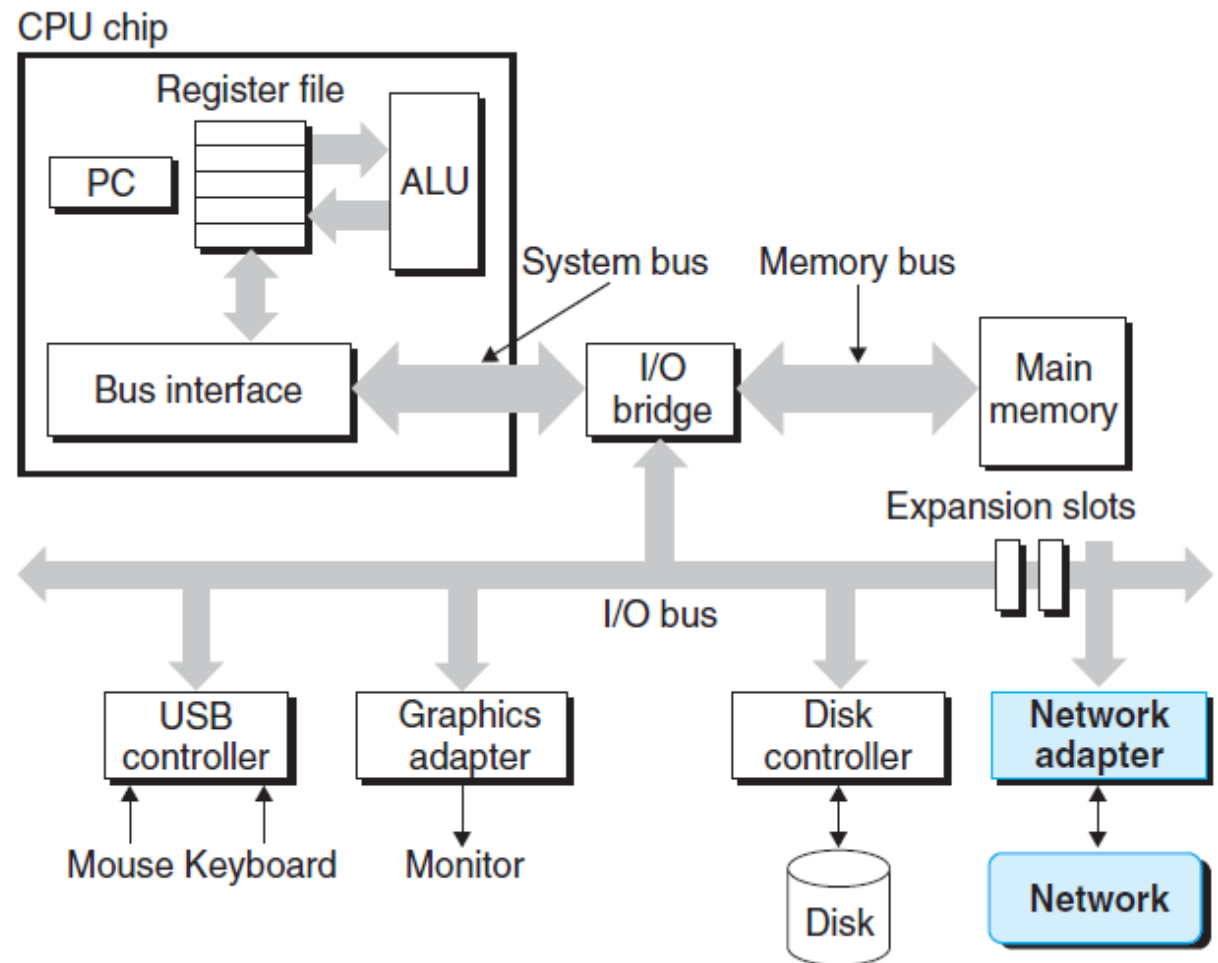 CPU chip
Register file
PC
ALU
System bus
Memory bus
Bus interface
I/O
bridge
Main
memory
Expansion slots
I/O bus
USB
controller
Graphics
adapter
Disk
controller
Network
adapter
Mouse Keyboard
Monitor
Disk
Network